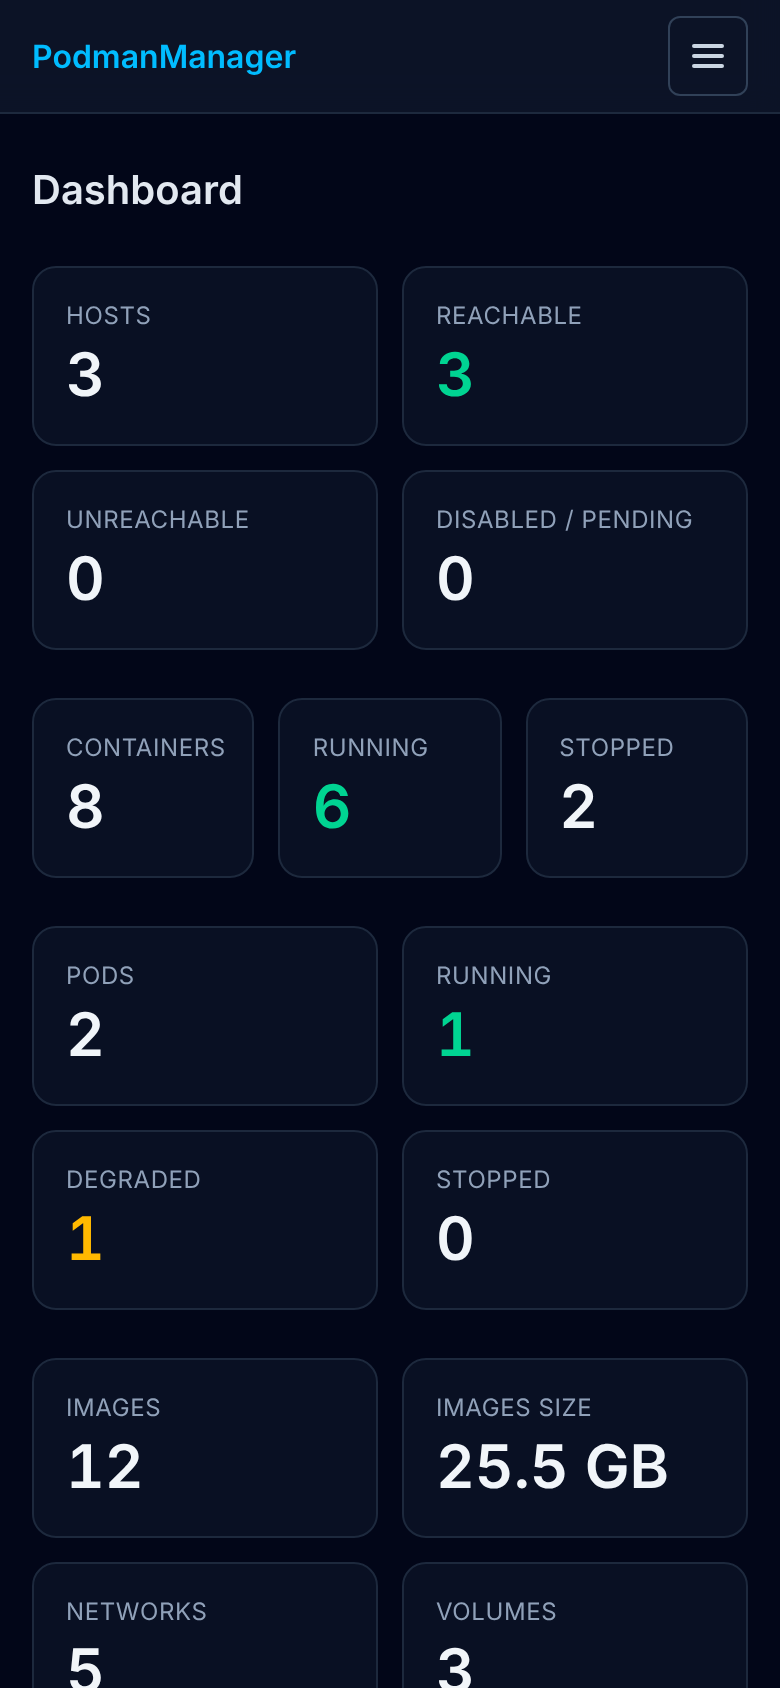 PodmanManager
Dashboard
HOSTS
3
REACHABLE
3
UNREACHABLE
0
DISABLED / PENDING
0
CONTAINERS
8
RUNNING
6
STOPPED
2
PODS
2
RUNNING
1
DEGRADED
1
STOPPED
0
IMAGES
12
IMAGES SIZE
25.5 GB
NETWORKS
5
VOLUMES
3